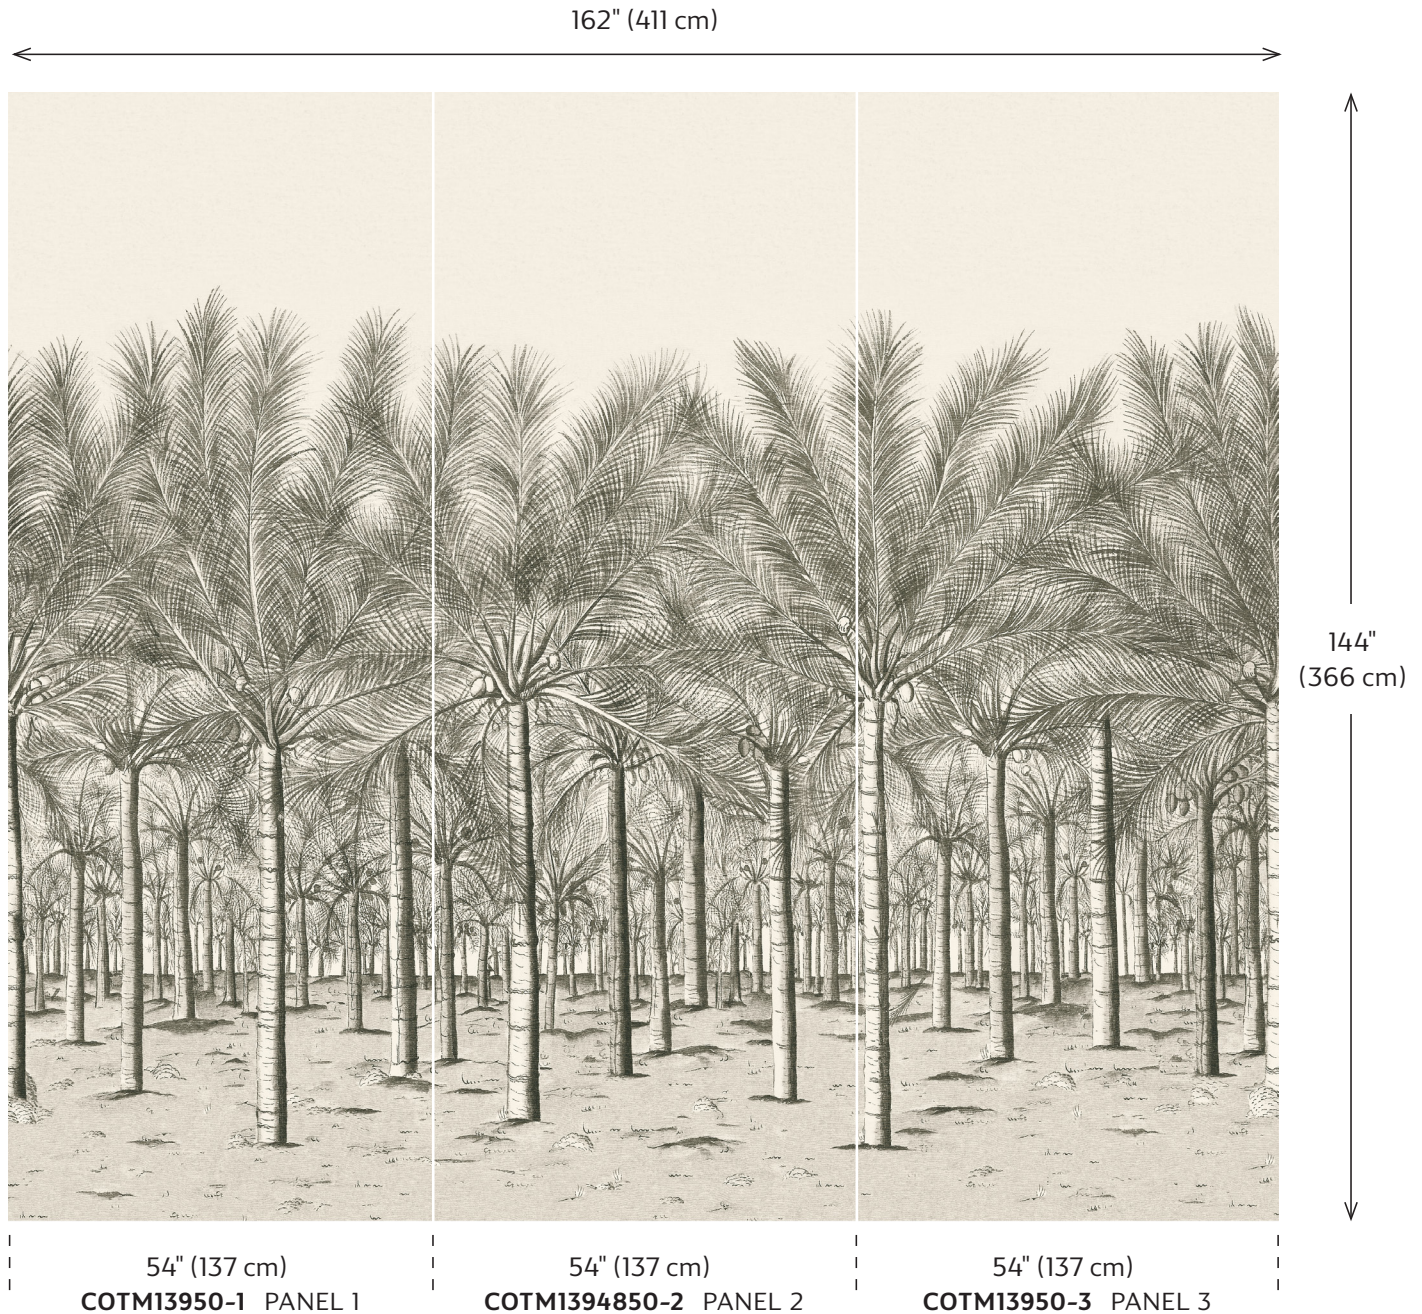 162" (411 cm)
144"
(366 cm)
54" (137 cm)
COTM13950-1 PANEL 1
54" (137 cm)
COTM1394850-2 PANEL 2
54" (137 cm)
COTM13950-3 PANEL 3